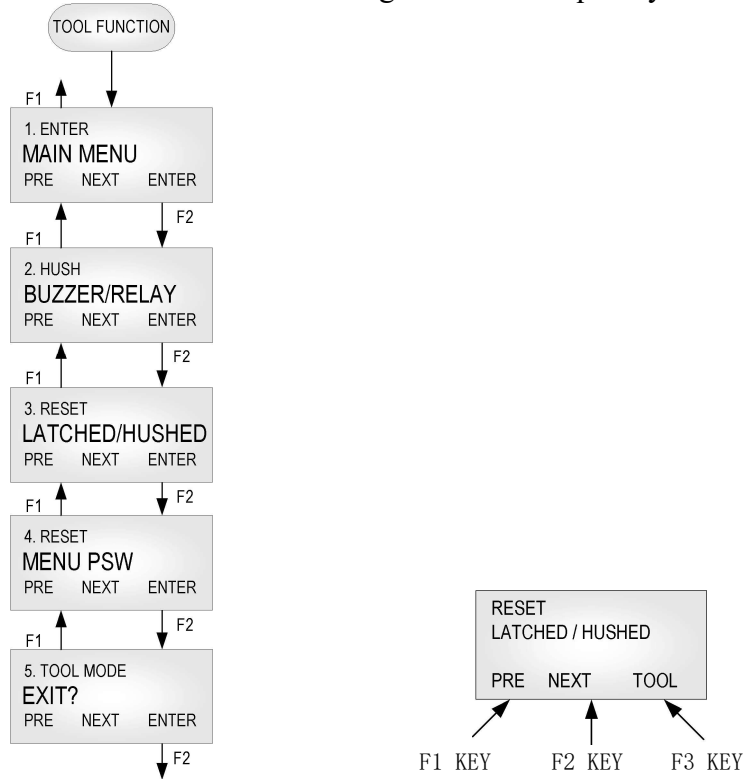 TOOL FUNCTION
F1
1. ENTER
MAIN MENU
PRE NEXT ENTER
F2
F1
2. HUSH
BUZZER/RELAY
PRE NEXT ENTER
F2
F1
3. RESET
LATCHED/HUSHED
PRE NEXT ENTER
F2
F1
4. RESET
MENU PSW
PRE NEXT ENTER
F2
F1
5. TOOL MODE
EXIT?
PRE NEXT ENTER
F2
RESET
LATCHED / HUSHED
PRE NEXT TOOL
F1 KEY F2 KEY F3 KEY